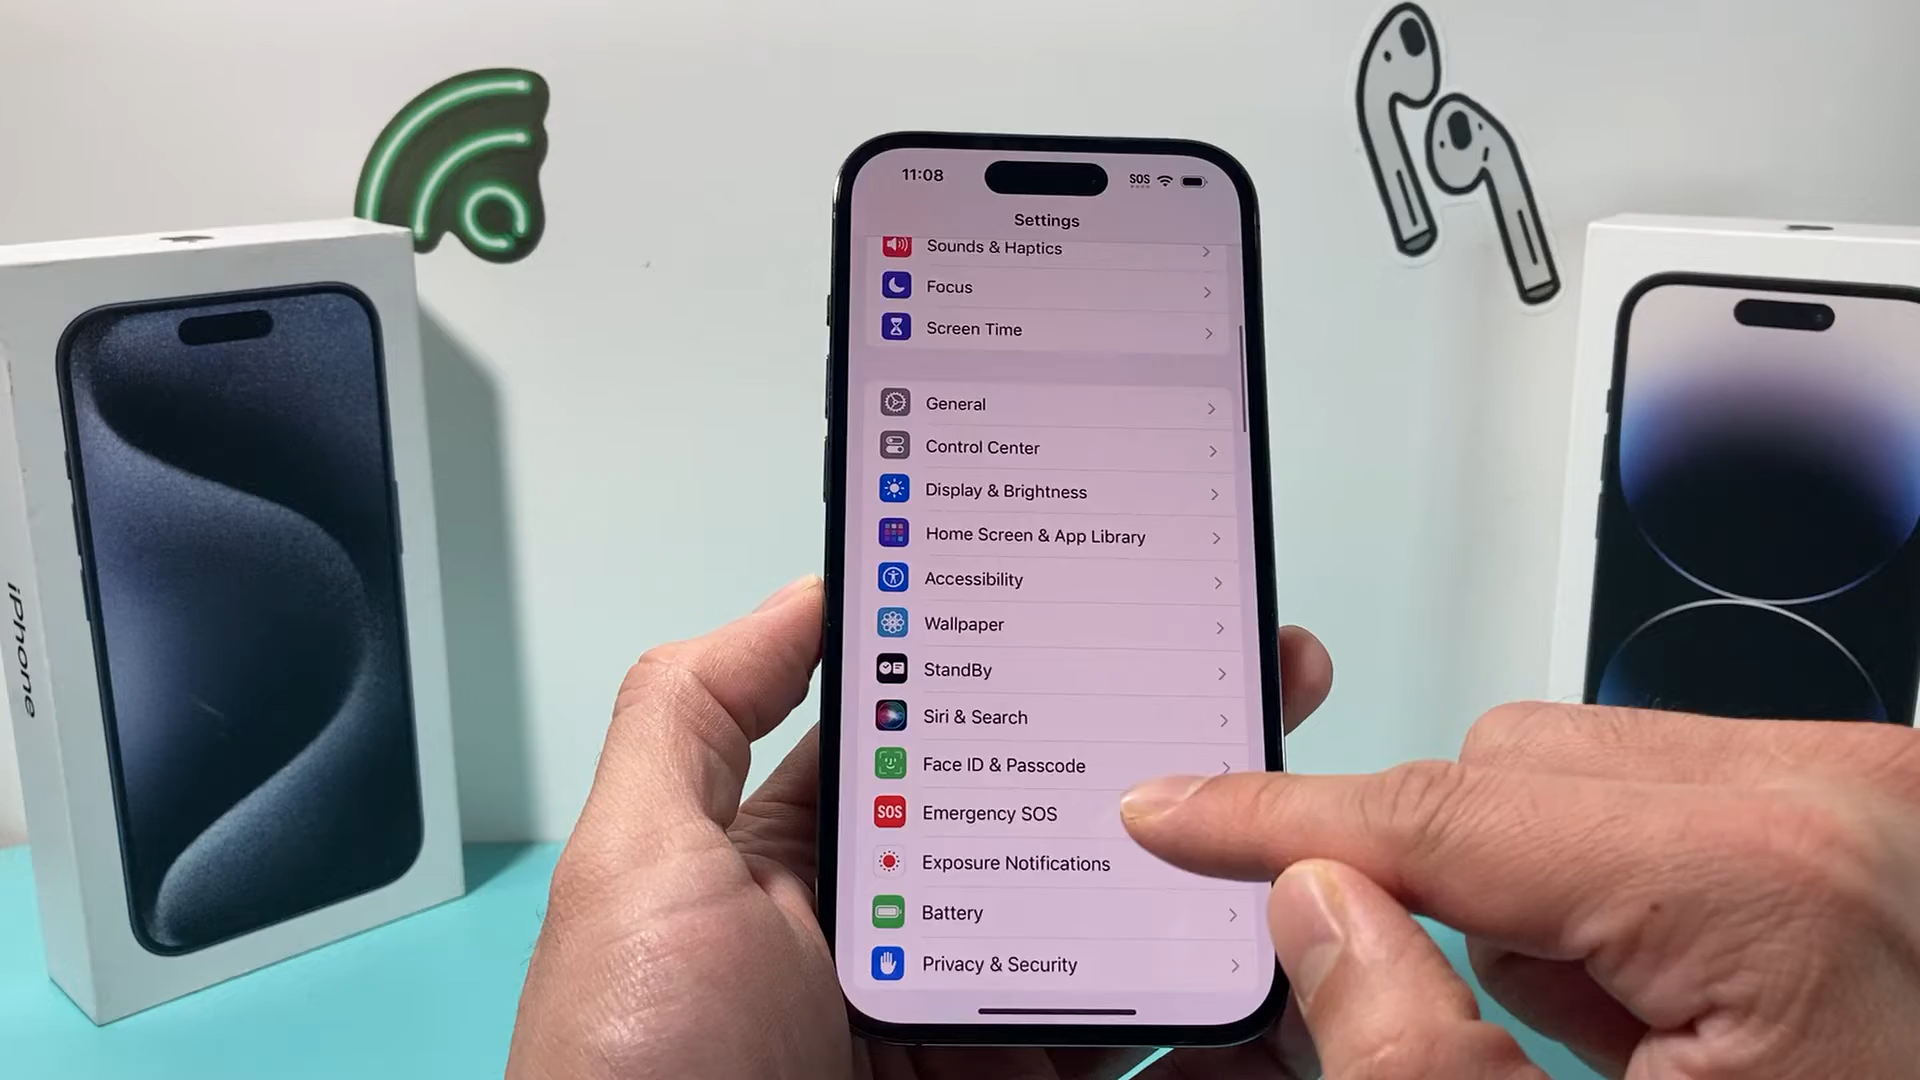 11:08
SOS
Settings
Sounds & Haptics
Focus
Screen Time
General
Control Center
Display & Brightness
Home Screen & App Library
Accessibility
Wallpaper
StandBy
Siri & Search
Face ID & Passcode
SOS Emergency SOS
Exposure Notifications
Battery
Privacy & Security
iPhone